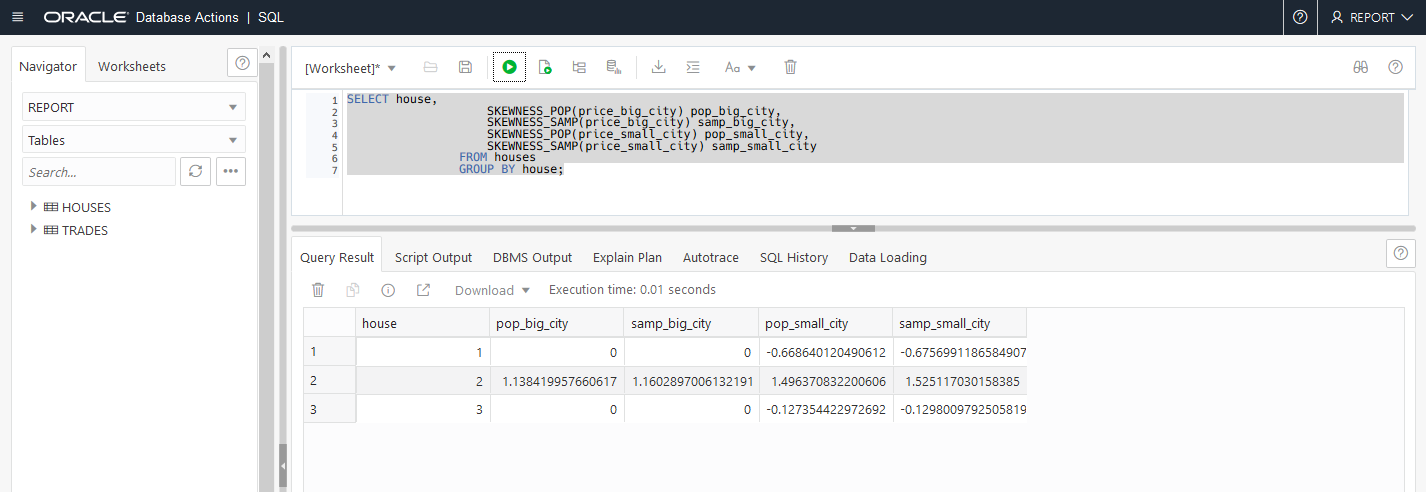 ORACLE Database Actions | SQL
REPORT
Navigator
Worksheets
REPORT
Tables
Search...
HOUSES
TRADES
[Worksheet]*
Aa
1 SELECT house,
2 SKEWNESS_POP(price_big_city) pop_big_city,
3 SKEWNESS_SAMP(price_big_city) samp_big_city,
4 SKEWNESS_POP(price_small_city) pop_small_city,
5 SKEWNESS_SAMP(price_small_city) samp_small_city
6 FROM houses
7 GROUP BY house;
Query Result Script Output DBMS Output Explain Plan Autotrace SQL History Data Loading
Download Execution time: 0.01 seconds
house pop_big_city samp_big_city pop_small_city samp_small_city
1 1 0 0 -0.668640120490612 -0.6756991186584907
2 2 1.138419957660617 1.1602897006132191 1.496370832200606 1.525117030158385
3 3 0 0 -0.127354422972692 -0.1298009792505819